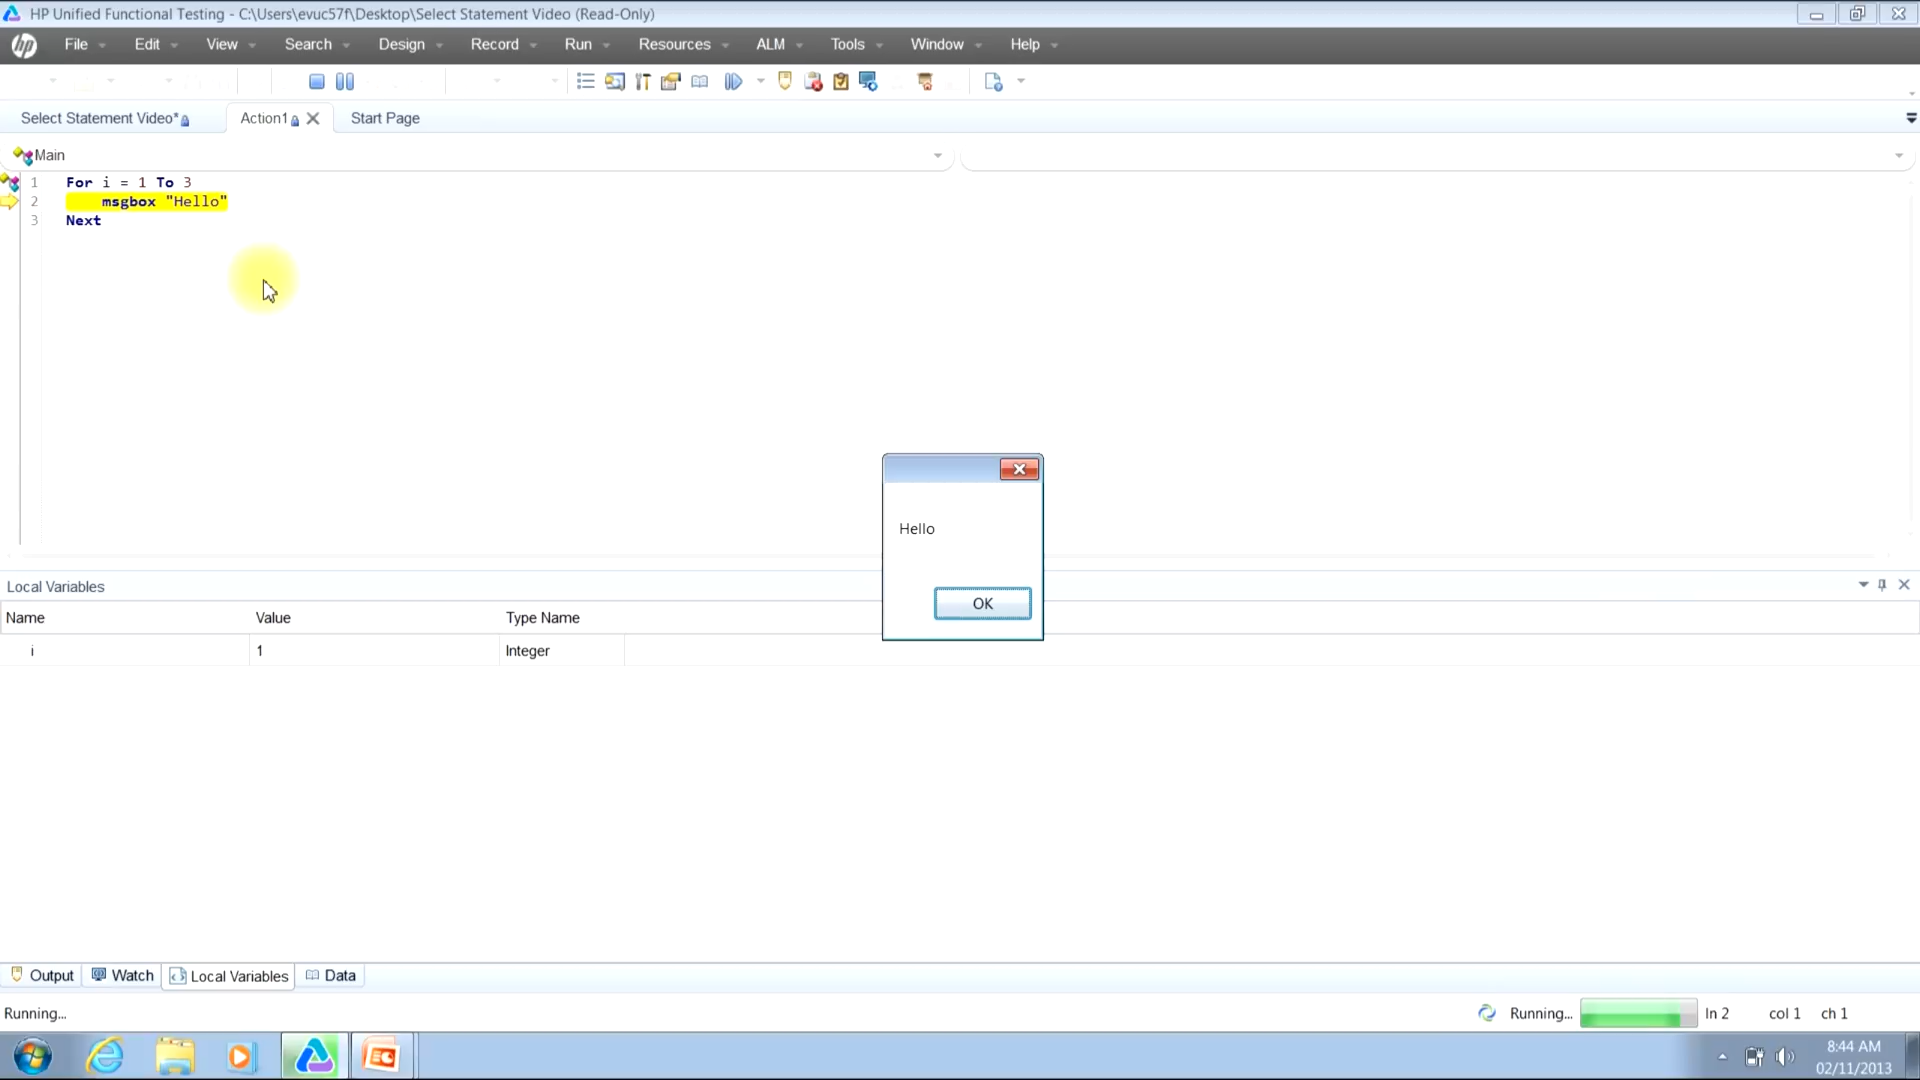 HP Unified Functional Testing - C:\Users\evuc57f\Desktop\Select Statement Video (Read-Only)
hp File Edit View Search Design Record Run Resources ALM Tools Window Help
Select Statement Video* Action1 Start Page
Main
1 For i = 1 To 3
2 msgbox "Hello"
3 Next
Hello
OK
Local Variables
Name Value Type Name
i 1 Integer
Output Watch Local Variables Data
Running... Running... ln 2 col 1 ch 1
8:44 AM
02/11/2013